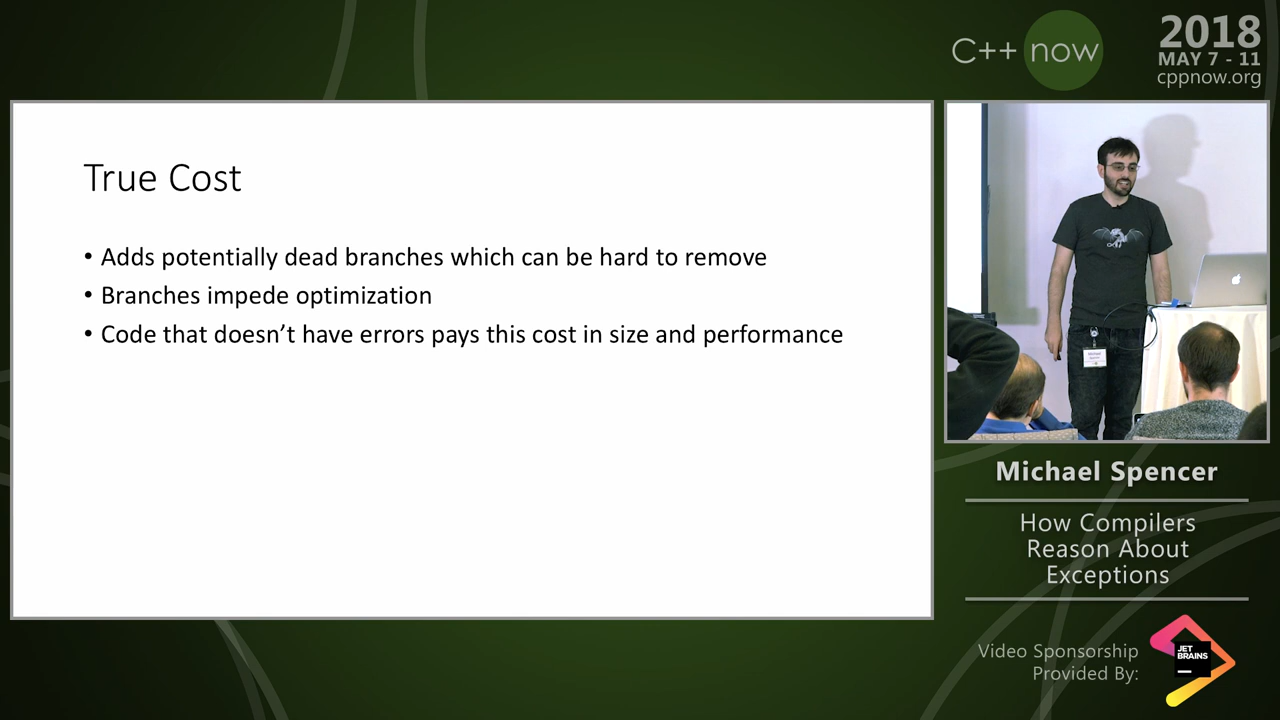 C++ now
2018
MAY 7 - 11
cppnow.org
True Cost
• Adds potentially dead branches which can be hard to remove
• Branches impede optimization
• Code that doesn’t have errors pays this cost in size and performance
Michael Spencer
How Compilers
Reason About
Exceptions
Video Sponsorship
Provided By:
JET
BRAINS
Michael